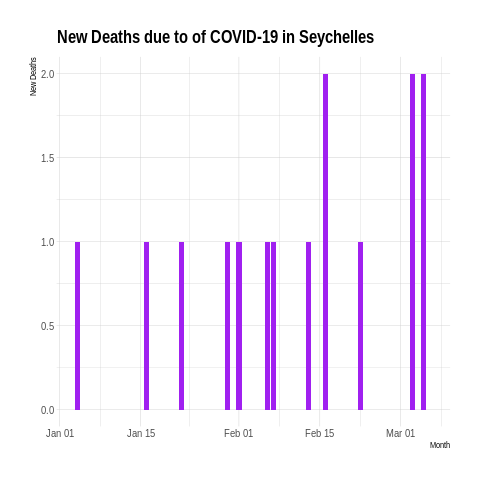 New Deaths due to of COVID-19 in Seychelles
New Deaths
2.0
1.5
1.0
0.5
0.0
Jan 01 Jan 15 Feb 01 Feb 15 Mar 01
Month